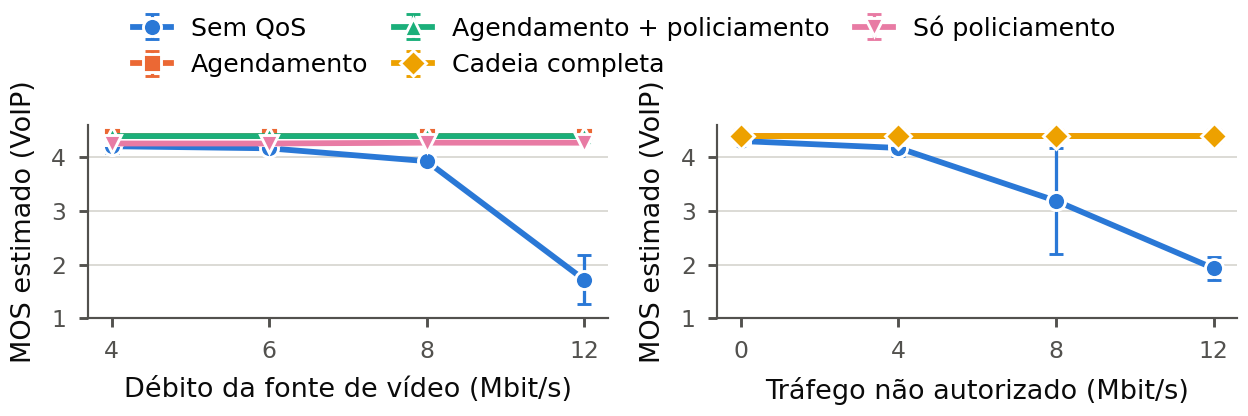 Sem QoS
Agendamento + policiamento
Só policiamento
Agendamento
Cadeia completa
MOS estimado (VoIP)
4
3
2
1
4
6
8
12
Débito da fonte de vídeo (Mbit/s)
MOS estimado (VoIP)
4
3
2
1
0
4
8
12
Tráfego não autorizado (Mbit/s)